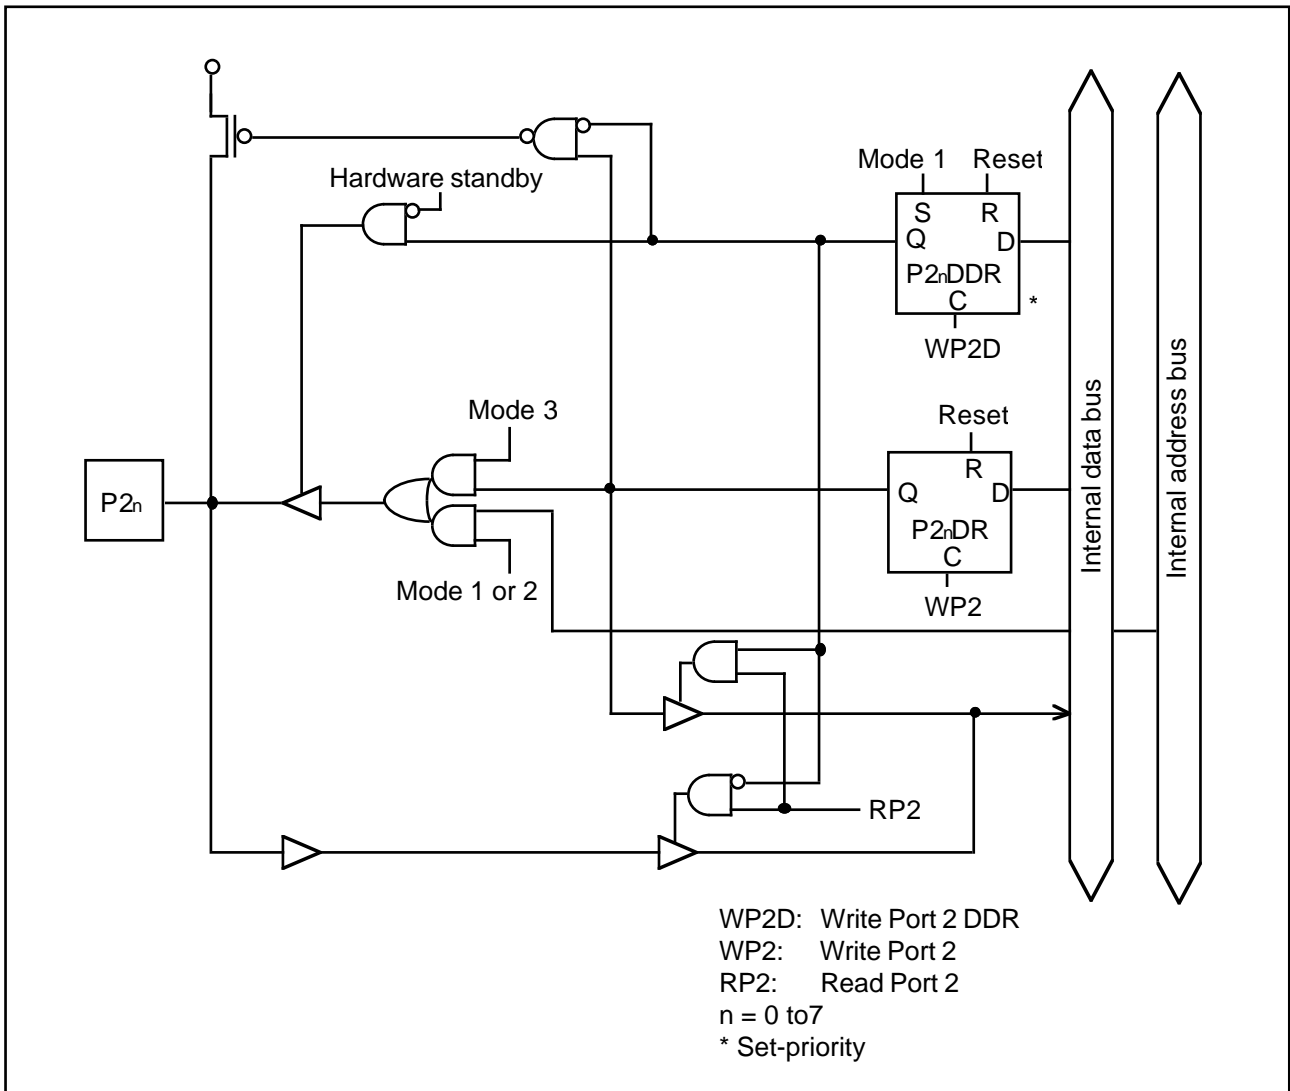 Hardware standby
Mode 1 Reset
S R
Q D
P2nDDR
C *
WP2D
Mode 3
Reset
R
Q D
P2nDR
C
WP2
P2n
Mode 1 or 2
RP2
Internal data bus
Internal address bus
WP2D: Write Port 2 DDR
WP2: Write Port 2
RP2: Read Port 2
n = 0 to7
* Set-priority